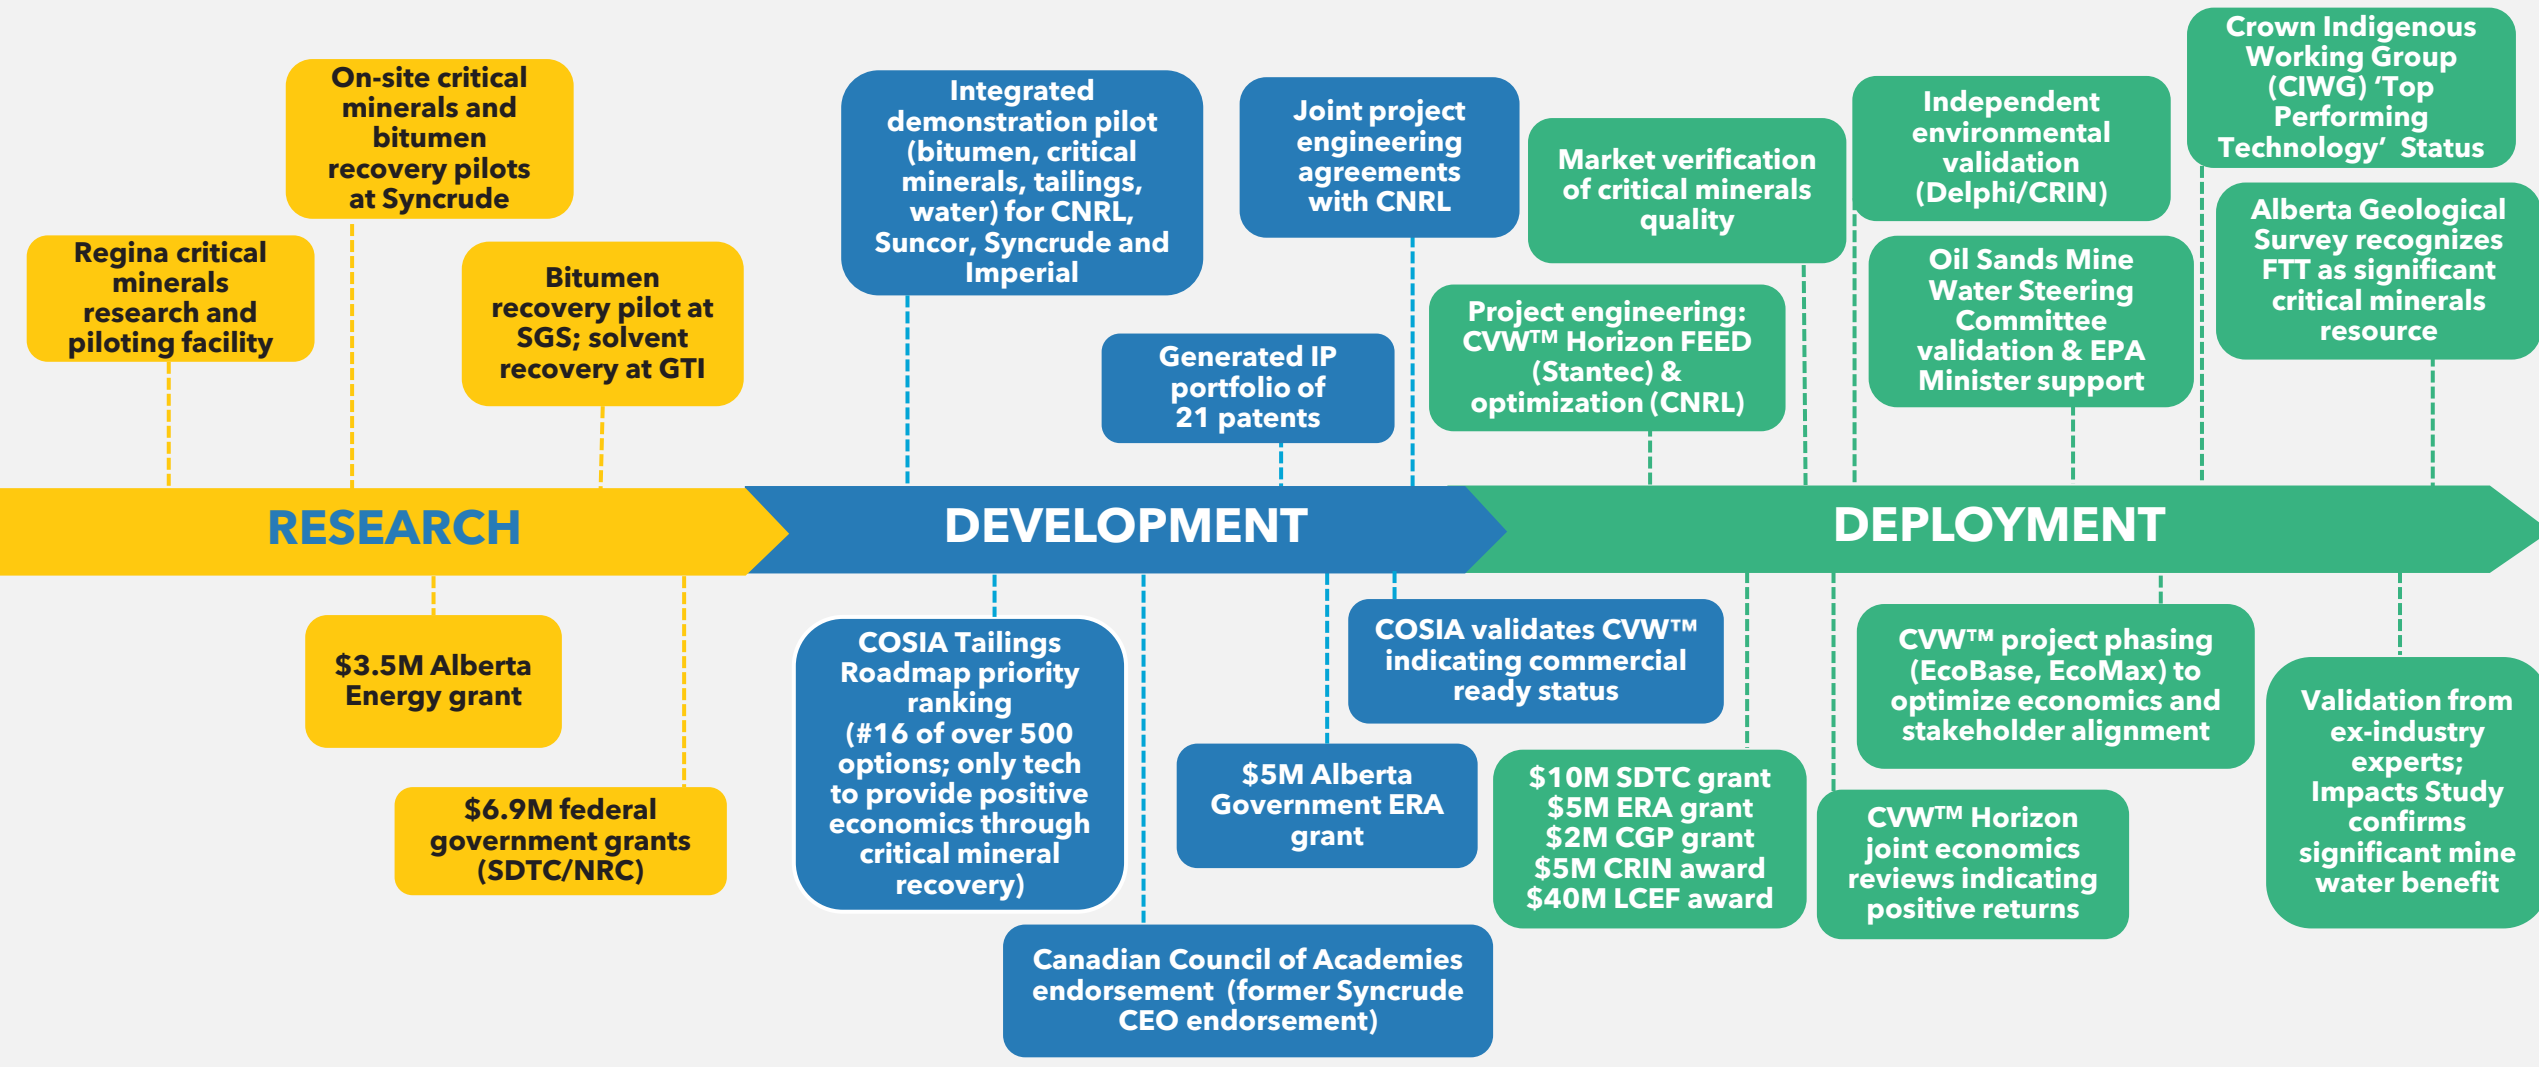 On-site critical
minerals and
bitumen
recovery pilots
at Syncrude
Regina critical
minerals
research and
piloting facility
Bitumen
recovery pilot at
SGS; solvent
recovery at GTI
Integrated
demonstration pilot
(bitumen, critical
minerals, tailings,
water) for CNRL,
Suncor, Syncrude and
Imperial
Generated IP
portfolio of
21 patents
Joint project
engineering
agreements
with CNRL
Market verification
of critical minerals
quality
Project engineering:
CVW™ Horizon FEED
(Stantec) &
optimization (CNRL)
Independent
environmental
validation
(Delphi/CRIN)
Oil Sands Mine
Water Steering
Committee
validation & EPA
Minister support
Crown Indigenous
Working Group
(CIWG) ‘Top
Performing
Technology’ Status
Alberta Geological
Survey recognizes
FTT as significant
critical minerals
resource
RESEARCH
DEVELOPMENT
DEPLOYMENT
$3.5M Alberta
Energy grant
$6.9M federal
government grants
(SDTC/NRC)
COSIA Tailings
Roadmap priority
ranking
(#16 of over 500
options; only tech
to provide positive
economics through
critical mineral
recovery)
Canadian Council of Academies
endorsement (former Syncrude
CEO endorsement)
$5M Alberta
Government ERA
grant
COSIA validates CVW™
indicating commercial
ready status
$10M SDTC grant
$5M ERA grant
$2M CGP grant
$5M CRIN award
$40M LCEF award
CVW™ Horizon
joint economics
reviews indicating
positive returns
CVW™ project phasing
(EcoBase, EcoMax) to
optimize economics and
stakeholder alignment
Validation from
ex-industry
experts;
Impacts Study
confirms
significant mine
water benefit